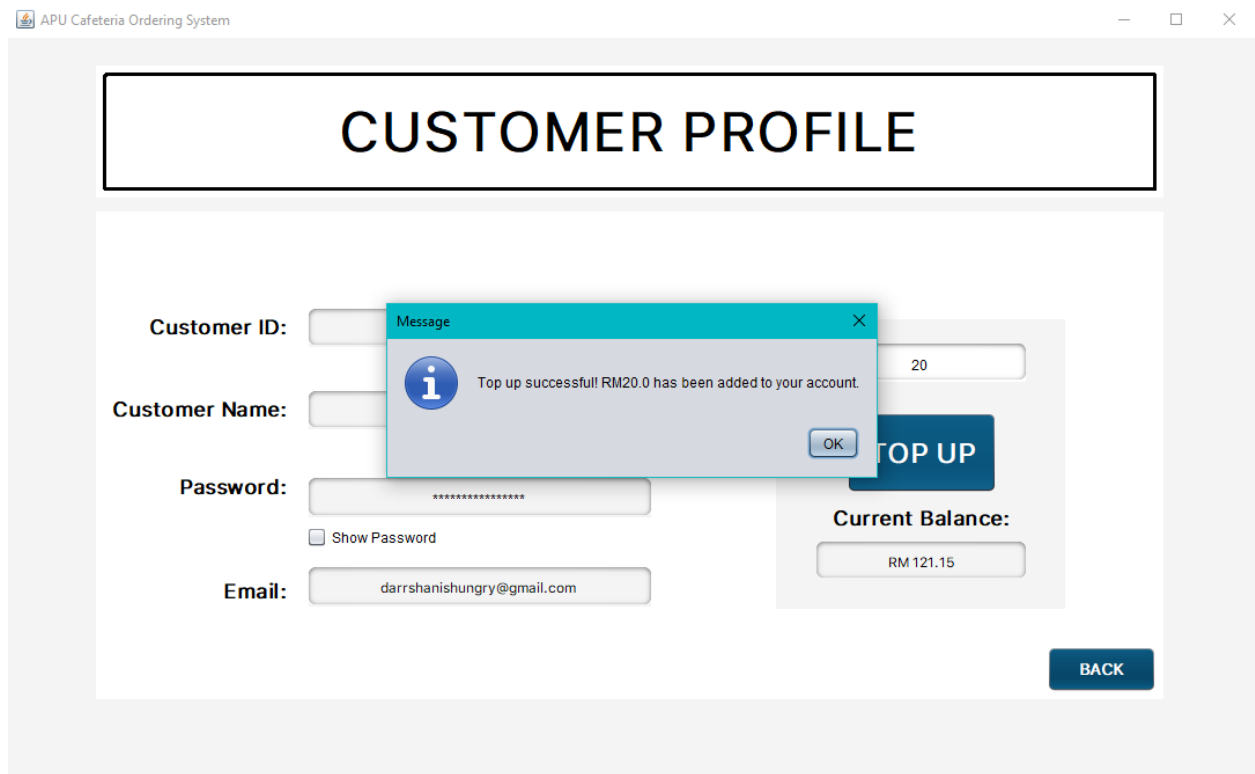 APU Cafeteria Ordering System
CUSTOMER PROFILE
Customer ID:
Message
Top up successful! RM20.0 has been added to your account.
OK
20
Customer Name:
TOP UP
Password:
****************
Show Password
Current Balance:
RM 121.15
Email:
darrshanishungry@gmail.com
BACK